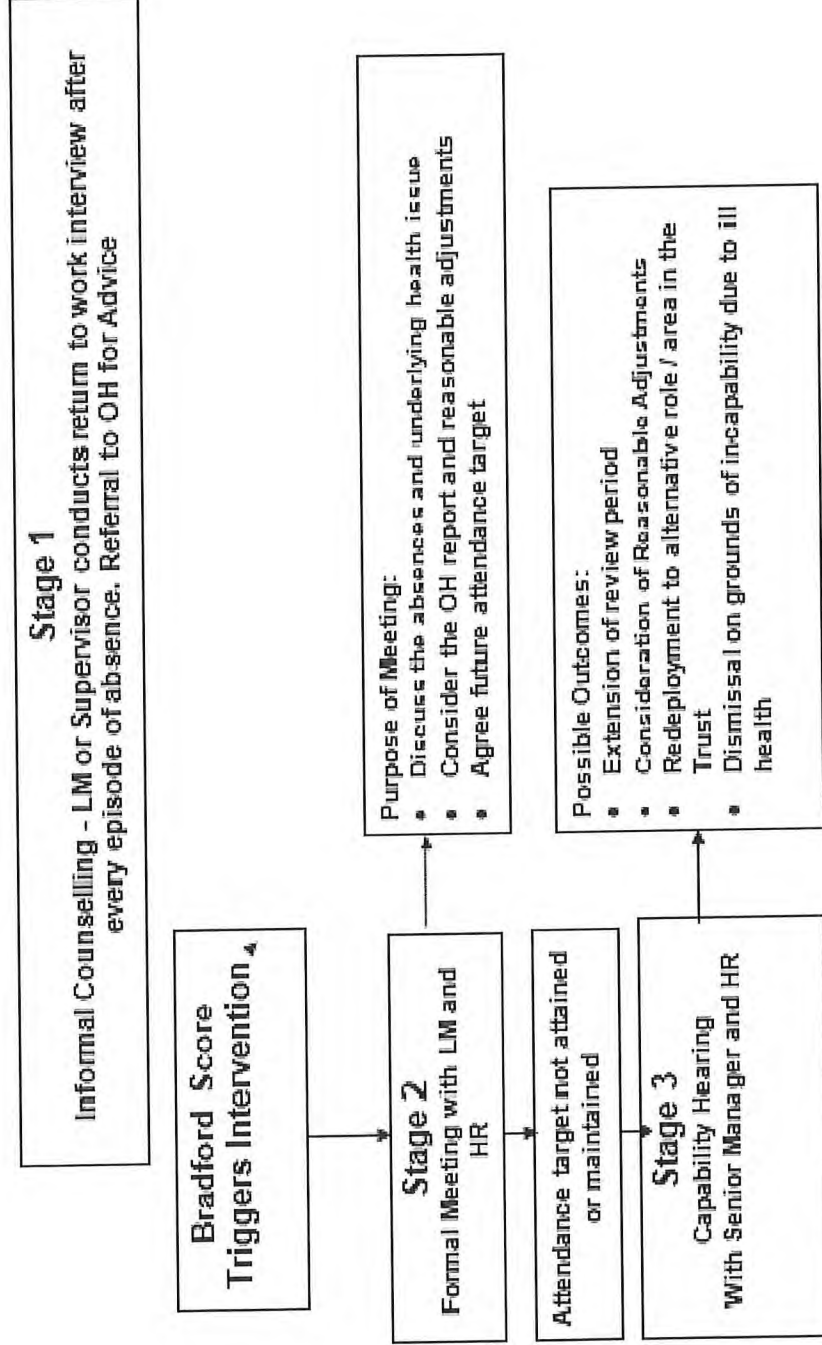 Stage 1
Informal Counselling - LM or Supervisor conducts return to work interview after
every episode of absence. Referral to OH for Advice
Bradford Score
Triggers Intervention
Stage 2
Formal Meeting with LM and
HR
Purpose of Meeting:
• Discuss the absences and underlying health issue
• Consider the OH report and reasonable adjustments
• Agree future attendance target
Attendance target not attained
or maintained
Stage 3
Capability Hearing
With Senior Manager and HR
Possible Outcomes:
• Extension of review period
• Consideration of Reasonable Adjustments
• Redeployment to alternative role / area in the
Trust
• Dismissal on grounds of incapability due to ill
health